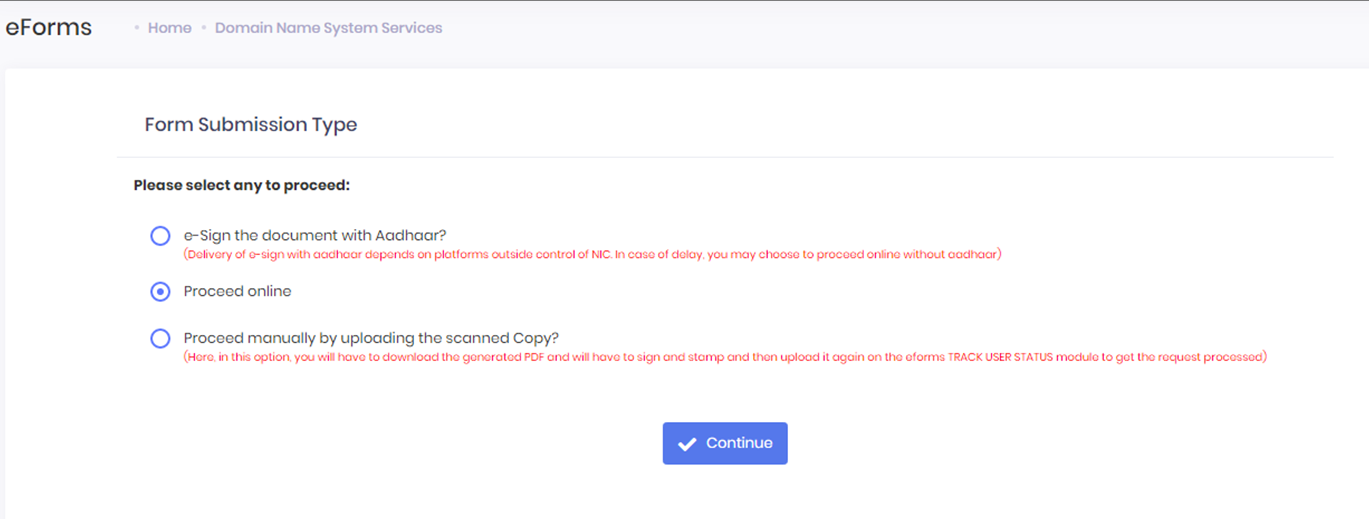 eForms
Home
Domain Name System Services
Form Submission Type
Please select any to proceed:
e-Sign the document with Aadhaar?
(Delivery of e-sign with aadhaar depends on platforms outside control of NIC. In case of delay, you may choose to proceed online without aadhaar)
Proceed online
Proceed manually by uploading the scanned Copy?
(Here, in this option, you will have to download the generated PDF and will have to sign and stamp and then upload it again on the eforms TRACK USER STATUS module to get the request processed)
Continue